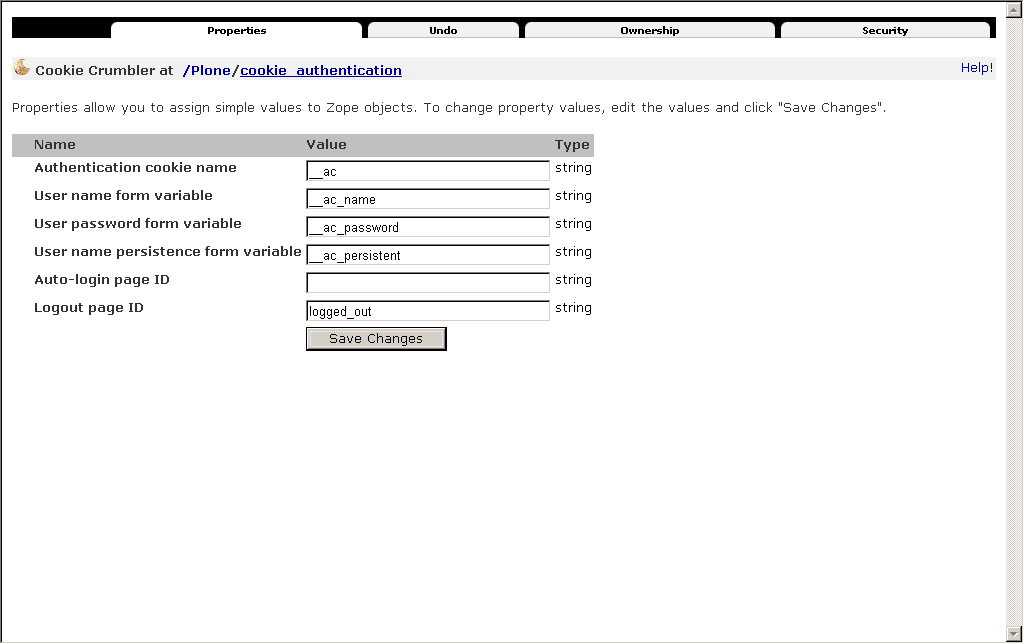 Properties Undo Ownership Security
Cookie Crumbler at /Plone/cookie_authentication Help!
Properties allow you to assign simple values to Zope objects. To change property values, edit the values and click "Save Changes".
Name Value Type
Authentication cookie name __ac string
User name form variable __ac_name string
User password form variable __ac_password string
User name persistence form variable __ac_persistent string
Auto-login page ID string
Logout page ID logged_out string
Save Changes